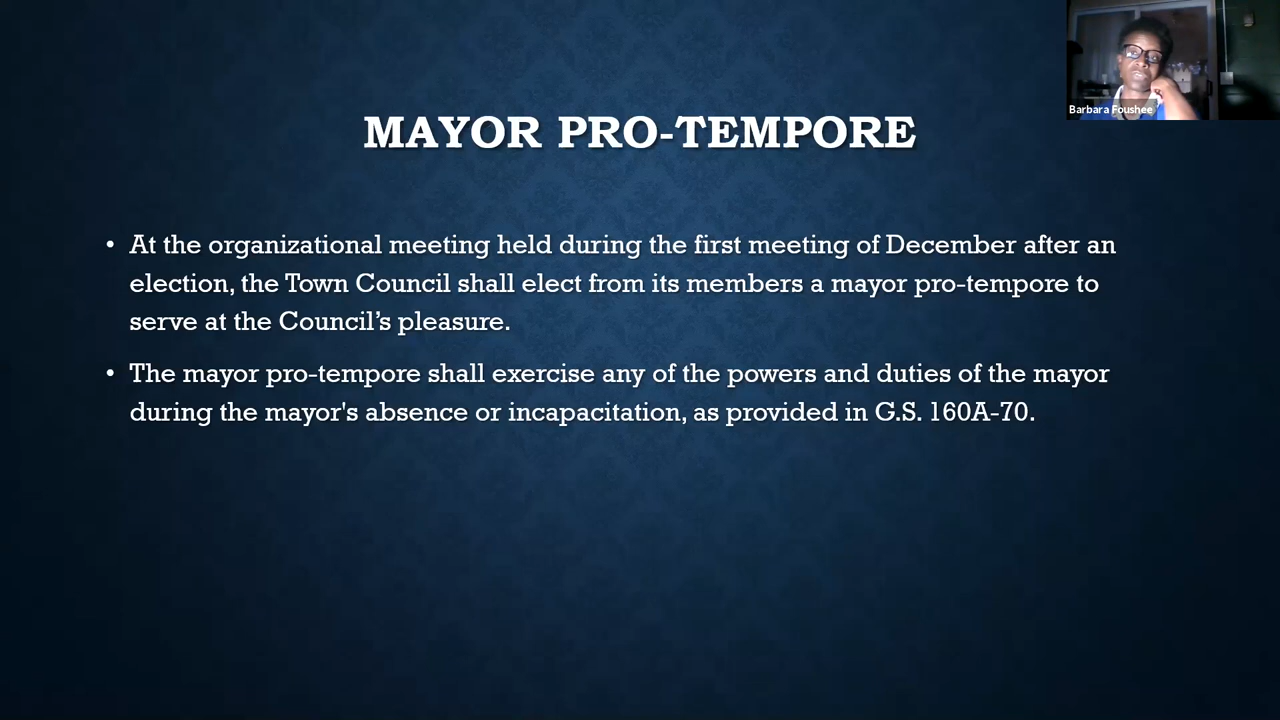 Barbara Foushee
MAYOR PRO-TEMPORE
• At the organizational meeting held during the first meeting of December after an
election, the Town Council shall elect from its members a mayor pro-tempore to
serve at the Council’s pleasure.
• The mayor pro-tempore shall exercise any of the powers and duties of the mayor
during the mayor's absence or incapacitation, as provided in G.S. 160A-70.